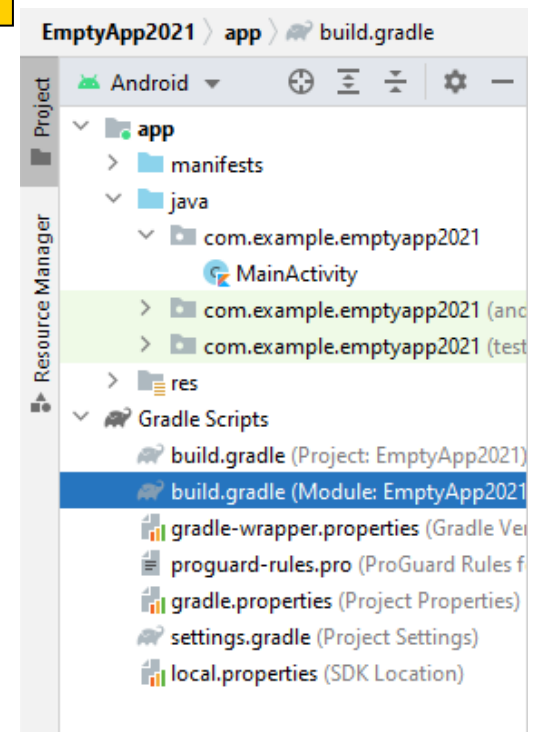 EmptyApp2021 〉 app 〉 build.gradle
Project
Resource Manager
Android
app
manifests
java
com.example.emptyapp2021
MainActivity
com.example.emptyapp2021 (and
com.example.emptyapp2021 (test
res
Gradle Scripts
build.gradle (Project: EmptyApp2021)
build.gradle (Module: EmptyApp2021
gradle-wrapper.properties (Gradle Ver
proguard-rules.pro (ProGuard Rules f
gradle.properties (Project Properties)
settings.gradle (Project Settings)
local.properties (SDK Location)